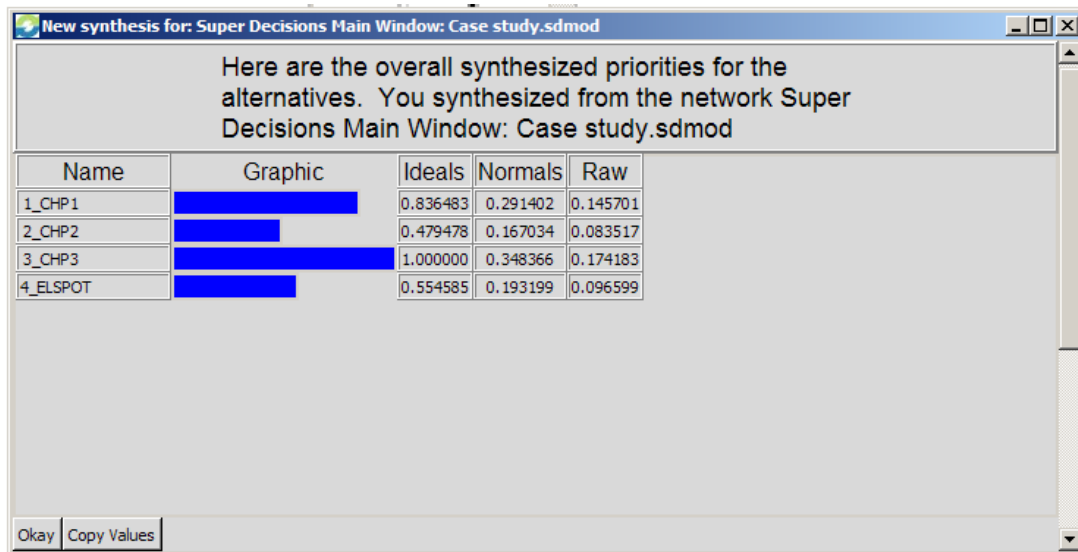 New synthesis for: Super Decisions Main Window: Case study.sdmod
Here are the overall synthesized priorities for the
alternatives. You synthesized from the network Super
Decisions Main Window: Case study.sdmod
Name Graphic Ideals Normals Raw
1_CHP1 0.836483 0.291402 0.145701
2_CHP2 0.479478 0.167034 0.083517
3_CHP3 1.000000 0.348366 0.174183
4_ELSPOT 0.554585 0.193199 0.096599
Okay Copy Values